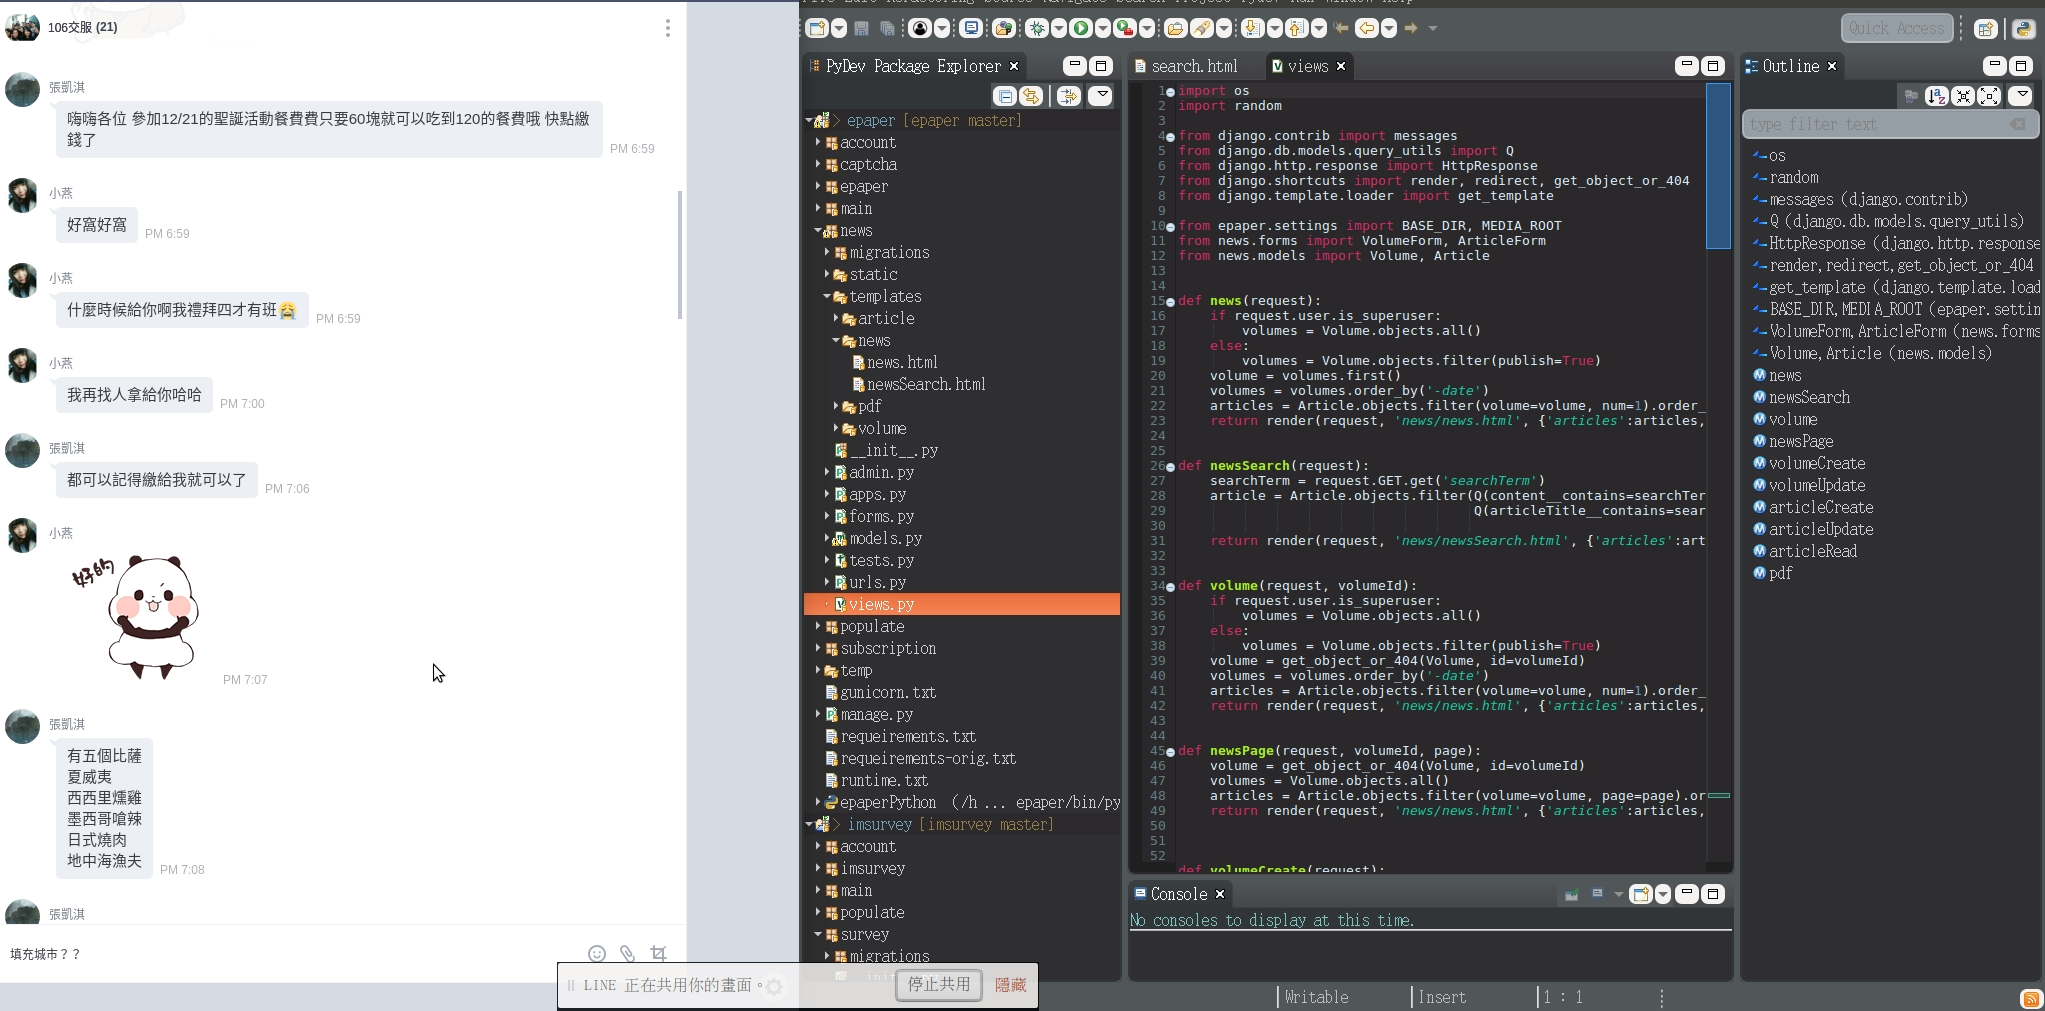 106交服 (21)
張凱淇
嗨嗨各位 參加12/21的聖誕活動餐費費只要60塊就可以吃到120的餐費哦 快點繳
錢了
PM 6:59
小燕
好窩好窩
PM 6:59
小燕
什麼時候給你啊我禮拜四才有班
PM 6:59
小燕
我再找人拿給你哈哈
PM 7:00
張凱淇
都可以記得繳給我就可以了
PM 7:06
小燕
好的
PM 7:07
張凱淇
有五個比薩
夏威夷
西西里燻雞
墨西哥嗆辣
日式燒肉
地中海漁夫
PM 7:08
張凱淇
填充城市？？
LINE 正在共用你的畫面。
停止共用
隱藏
Quick Access
PyDev Package Explorer
epaper [epaper master]
account
captcha
epaper
main
news
migrations
static
templates
article
news
news.html
newsSearch.html
pdf
volume
__init__.py
admin.py
apps.py
forms.py
models.py
tests.py
urls.py
views.py
populate
subscription
temp
gunicorn.txt
manage.py
requeirements.txt
requeirements-orig.txt
runtime.txt
epaperPython (/h ... epaper/bin/py
imsurvey [imsurvey master]
account
imsurvey
main
populate
survey
migrations
search.html
views
1 import os
2 import random
3
4 from django.contrib import messages
5 from django.db.models.query_utils import Q
6 from django.http.response import HttpResponse
7 from django.shortcuts import render, redirect, get_object_or_404
8 from django.template.loader import get_template
9
10 from epaper.settings import BASE_DIR, MEDIA_ROOT
11 from news.forms import VolumeForm, ArticleForm
12 from news.models import Volume, Article
13
14
15 def news(request):
16 if request.user.is_superuser:
17 volumes = Volume.objects.all()
18 else:
19 volumes = Volume.objects.filter(publish=True)
20 volume = volumes.first()
21 volumes = volumes.order_by('-date')
22 articles = Article.objects.filter(volume=volume, num=1).order_
23 return render(request, 'news/news.html', {'articles':articles,
24
25
26 def newsSearch(request):
27 searchTerm = request.GET.get('searchTerm')
28 article = Article.objects.filter(Q(content__contains=searchTer
29 Q(articleTitle__contains=sear
30
31 return render(request, 'news/newsSearch.html', {'articles':art
32
33
34 def volume(request, volumeId):
35 if request.user.is_superuser:
36 volumes = Volume.objects.all()
37 else:
38 volumes = Volume.objects.filter(publish=True)
39 volume = get_object_or_404(Volume, id=volumeId)
40 volumes = volumes.order_by('-date')
41 articles = Article.objects.filter(volume=volume, num=1).order_
42 return render(request, 'news/news.html', {'articles':articles,
43
44
45 def newsPage(request, volumeId, page):
46 volume = get_object_or_404(Volume, id=volumeId)
47 volumes = Volume.objects.all()
48 articles = Article.objects.filter(volume=volume, page=page).or
49 return render(request, 'news/news.html', {'articles':articles,
50
51
52
def volumeCreate(request):
Console
No consoles to display at this time.
Writable
Insert
1 : 1
Outline
type filter text
os
random
messages (django.contrib)
Q (django.db.models.query_utils)
HttpResponse (django.http.response
render,redirect,get_object_or_404
get_template (django.template.load
BASE_DIR,MEDIA_ROOT (epaper.settin
VolumeForm,ArticleForm (news.forms
Volume,Article (news.models)
news
newsSearch
volume
newsPage
volumeCreate
volumeUpdate
articleCreate
articleUpdate
articleRead
pdf